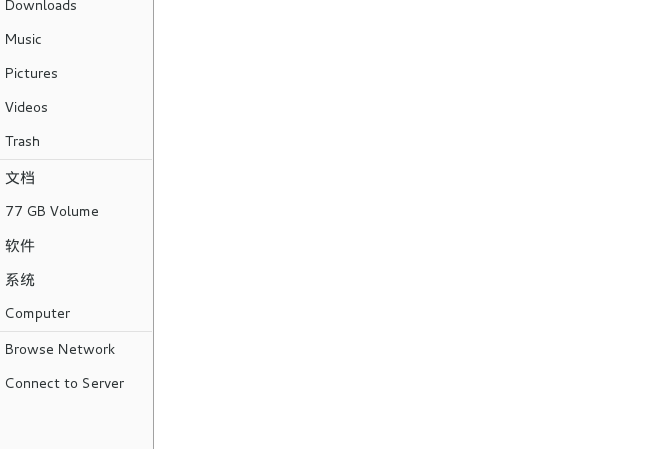 Downloads
Music
Pictures
Videos
Trash
文档
77 GB Volume
软件
系统
Computer
Browse Network
Connect to Server